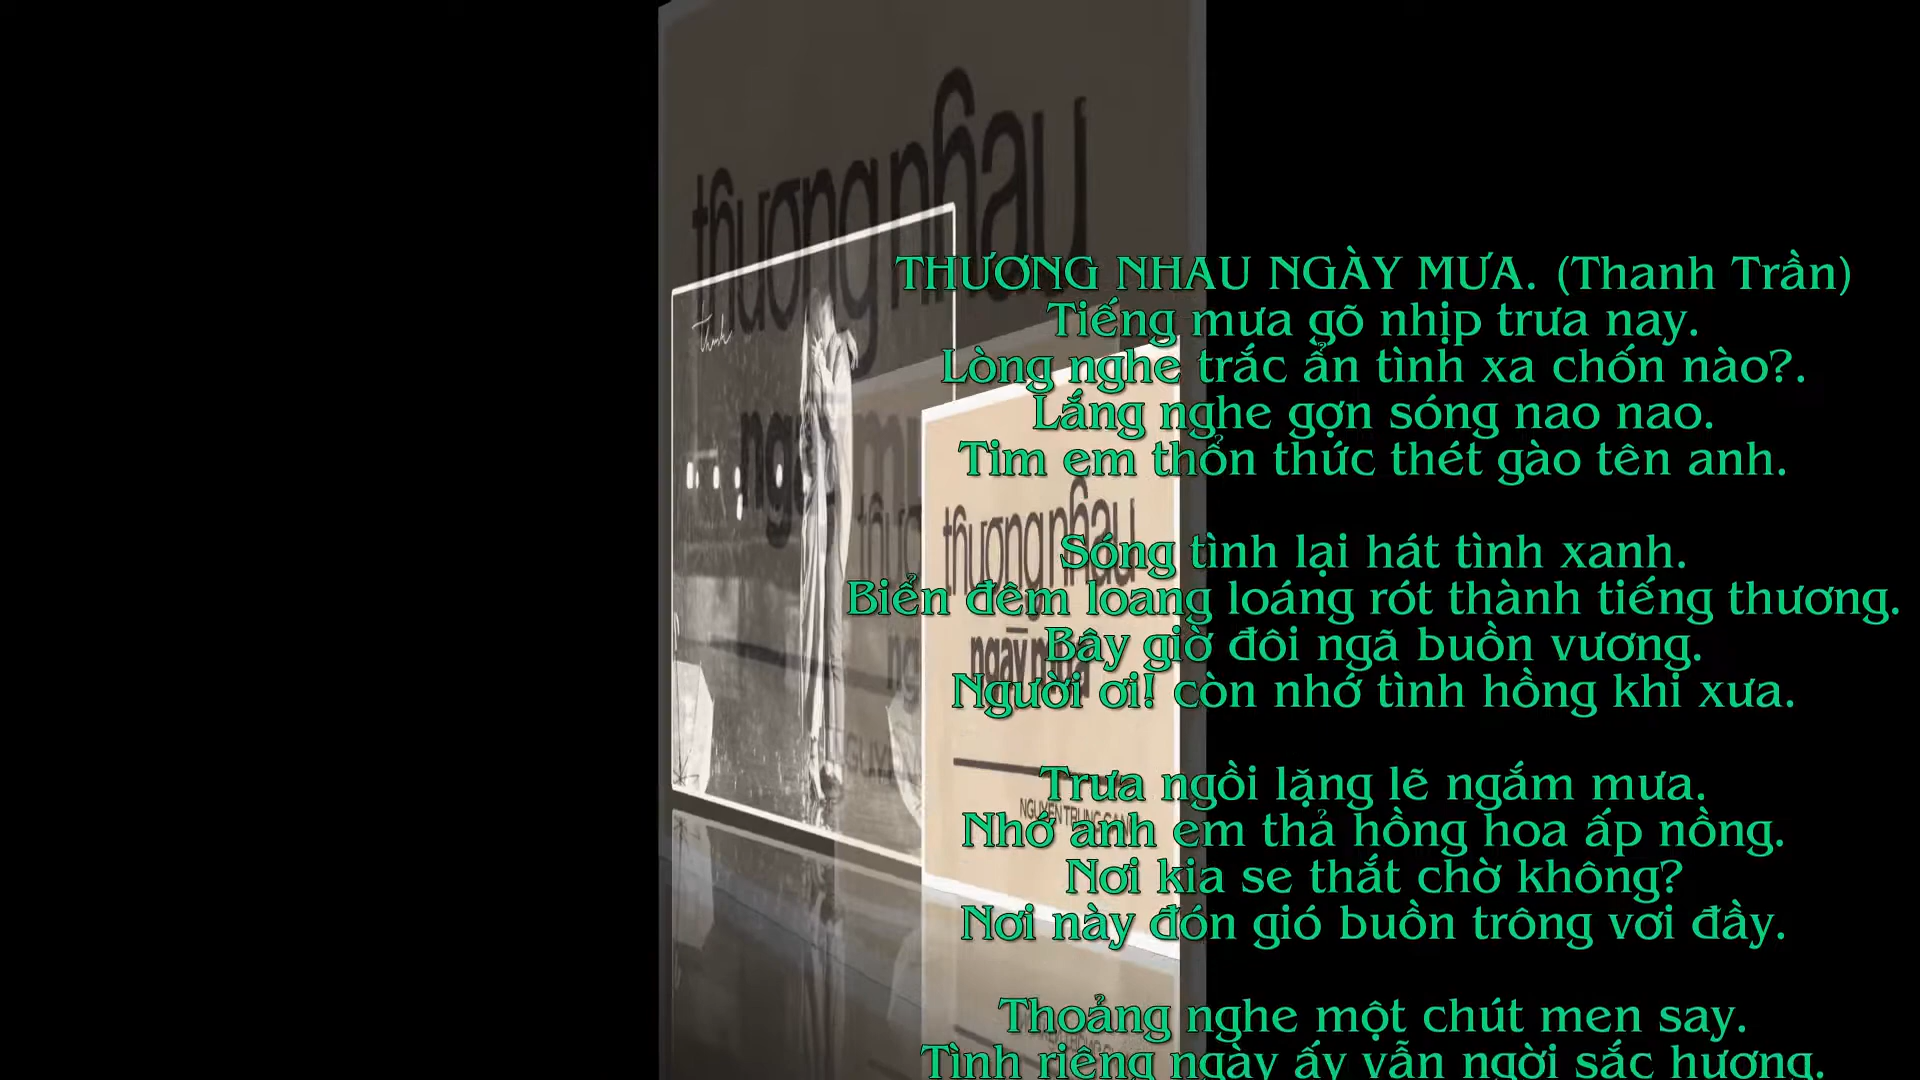 thương nhau
Thanh
thương nhau
ngày mưa
NGUYEN TRUNG
THƯƠNG NHAU NGÀY MƯA. (Thanh Trần)
Tiếng mưa gõ nhịp trưa nay.
Lòng nghe trắc ẩn tình xa chốn nào?.
Lắng nghe gợn sóng nao nao.
Tim em thổn thức thét gào tên anh.
Sóng tình lại hát tình xanh.
Biển đêm loang loáng rót thành tiếng thương.
Bây giờ đôi ngã buồn vương.
Người ơi! còn nhớ tình hồng khi xưa.
Trưa ngồi lặng lẽ ngắm mưa.
Nhớ anh em thả hồng hoa ấp nồng.
Nơi kia se thắt chờ không?
Nơi này đón gió buồn trông vơi đầy.
Thoảng nghe một chút men say.
Tình riêng ngày ấy vẫn ngời sắc hương.